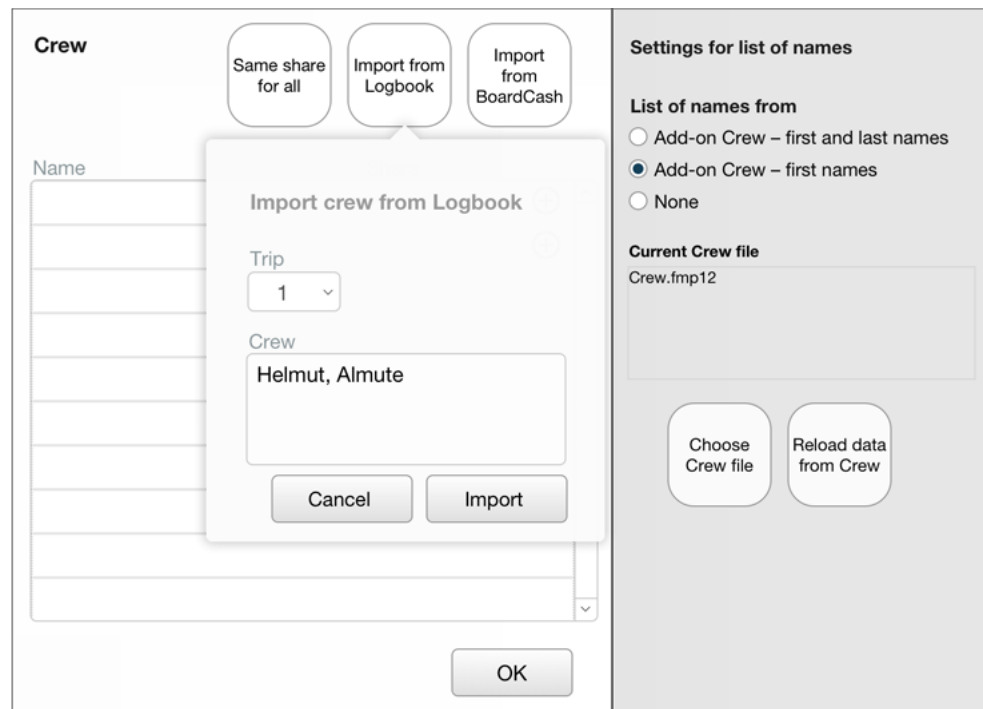 Crew
Same share
for all
Import from
Logbook
Import
from
BoardCash
Name
Import crew from Logbook
Trip
1
Crew
Helmut, Almute
Cancel
Import
OK
Settings for list of names
List of names from
Add-on Crew – first and last names
Add-on Crew – first names
None
Current Crew file
Crew.fmp12
Choose
Crew file
Reload data
from Crew